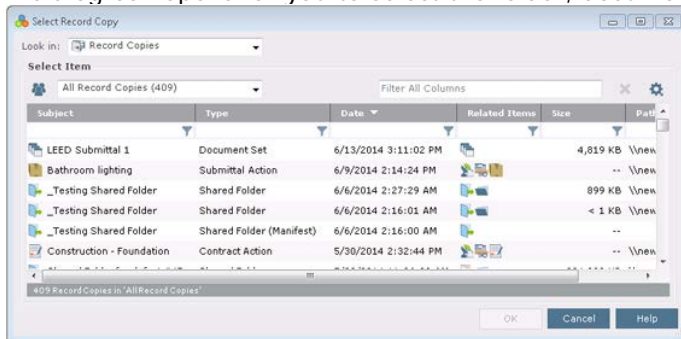 Select Record Copy
Look in: Record Copies
Select Item
All Record Copies (409) Filter All Columns
Subject Type Date Related Items Size Path
LEED Submittal 1 Document Set 6/13/2014 3:11:02 PM 4,819 KB \\new
Bathroom lighting Submittal Action 6/9/2014 2:14:24 PM -- \\new
_Testing Shared Folder Shared Folder 6/6/2014 2:27:29 AM 899 KB \\new
_Testing Shared Folder Shared Folder 6/6/2014 2:16:01 AM < 1 KB \\new
_Testing Shared Folder Shared Folder (Manifest) 6/6/2014 2:16:00 AM --
Construction - Foundation Contract Action 5/30/2014 2:32:44 PM -- \\new
409 Record Copies in 'All Record Copies'
OK Cancel Help